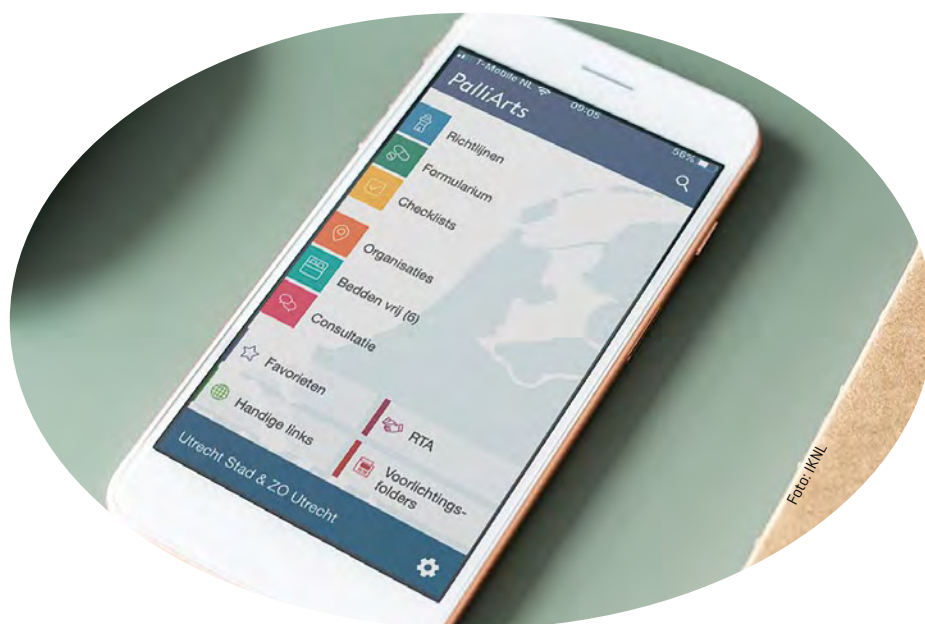 T-Mobile NL
09:05
56%
PalliArts
Richtlijnen
Formularium
Checklists
Organisaties
Bedden vrij (6)
Consultatie
Favorieten
Handige links
RTA
Voorlichtings-
folders
Utrecht Stad & ZO Utrecht
Foto: IKNL